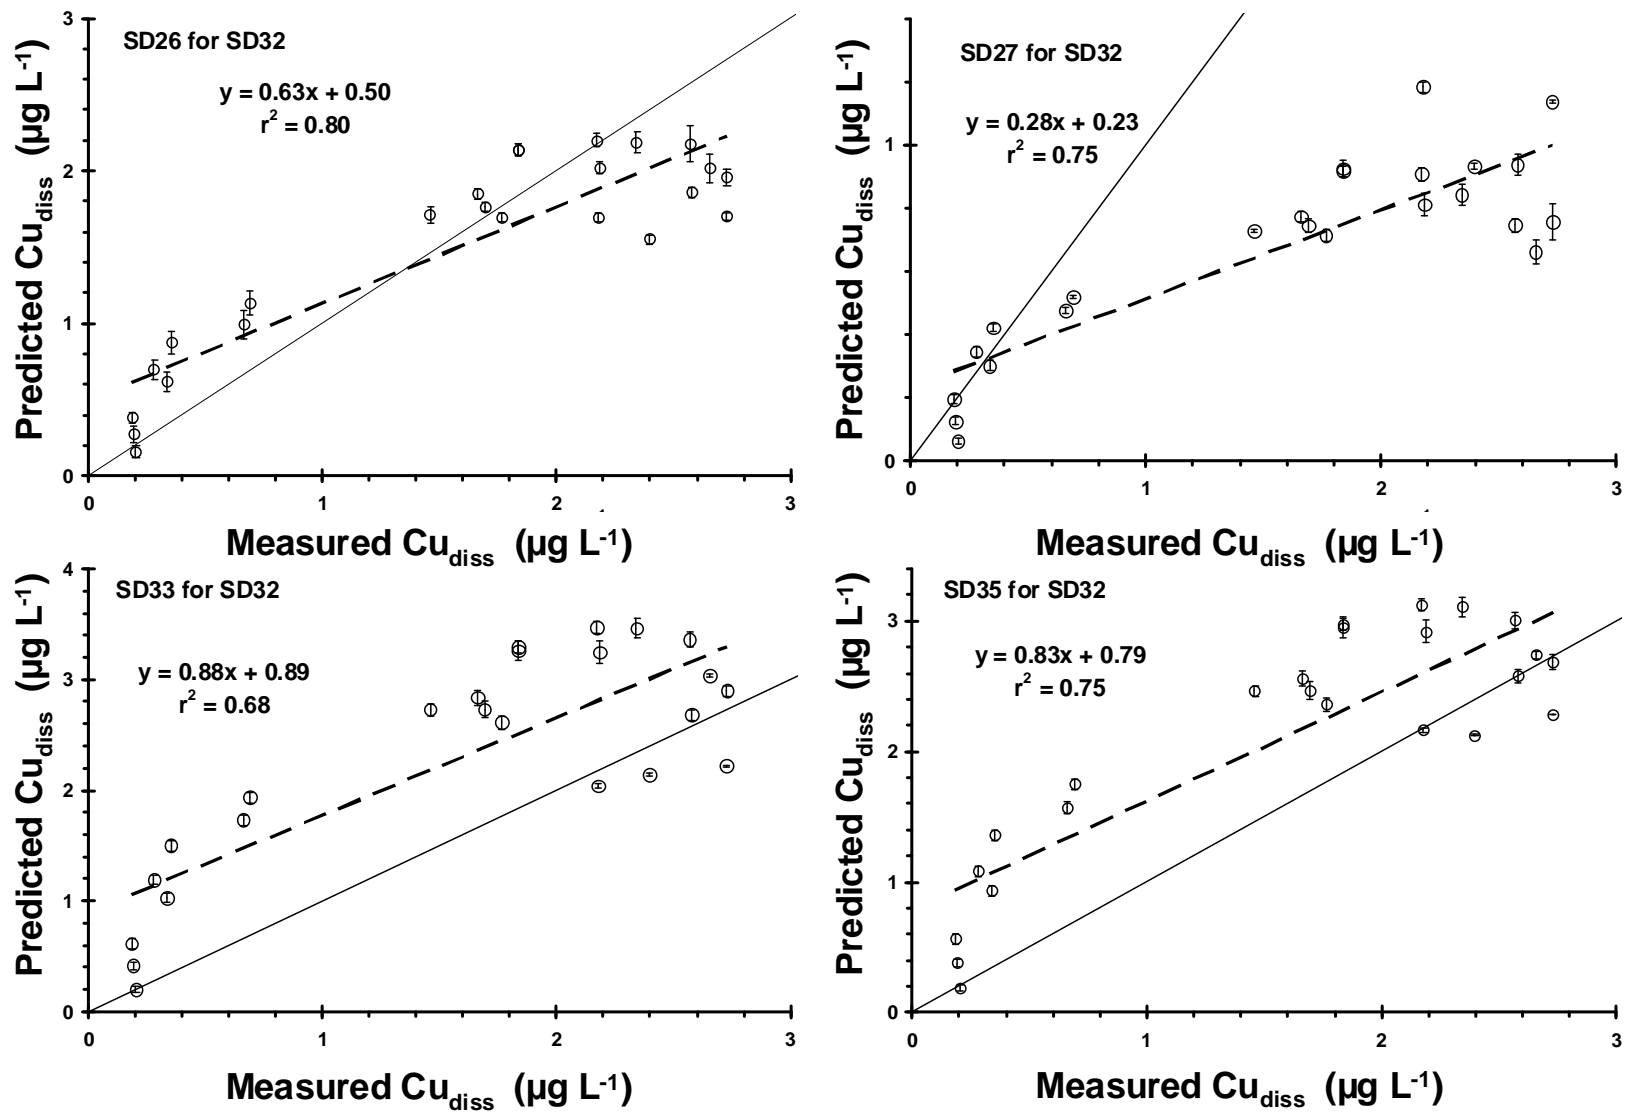 SD26 for SD32
y = 0.63x + 0.50
r² = 0.80
Predicted Cu_diss (µg L⁻¹)
3
2
1
0
0 1 2 3
Measured Cu_diss (µg L⁻¹)
SD27 for SD32
y = 0.28x + 0.23
r² = 0.75
Predicted Cu_diss (µg L⁻¹)
1
0
0 1 2 3
Measured Cu_diss (µg L⁻¹)
SD33 for SD32
y = 0.88x + 0.89
r² = 0.68
Predicted Cu_diss (µg L⁻¹)
4
3
2
1
0
0 1 2 3
Measured Cu_diss (µg L⁻¹)
SD35 for SD32
y = 0.83x + 0.79
r² = 0.75
Predicted Cu_diss (µg L⁻¹)
3
2
1
0
0 1 2 3
Measured Cu_diss (µg L⁻¹)